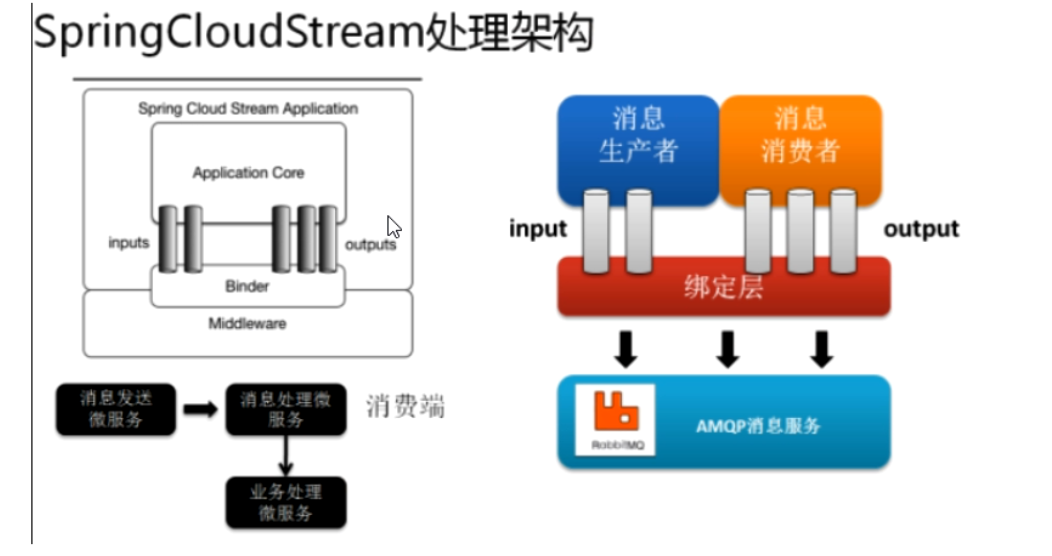 SpringCloudStream处理架构
Spring Cloud Stream Application
Application Core
inputs
outputs
Binder
Middleware
消息发送
微服务
消息处理微
服务
消费端
业务处理
微服务
消息
生产者
消息
消费者
input
output
绑定层
RabbitMQ
AMQP消息服务